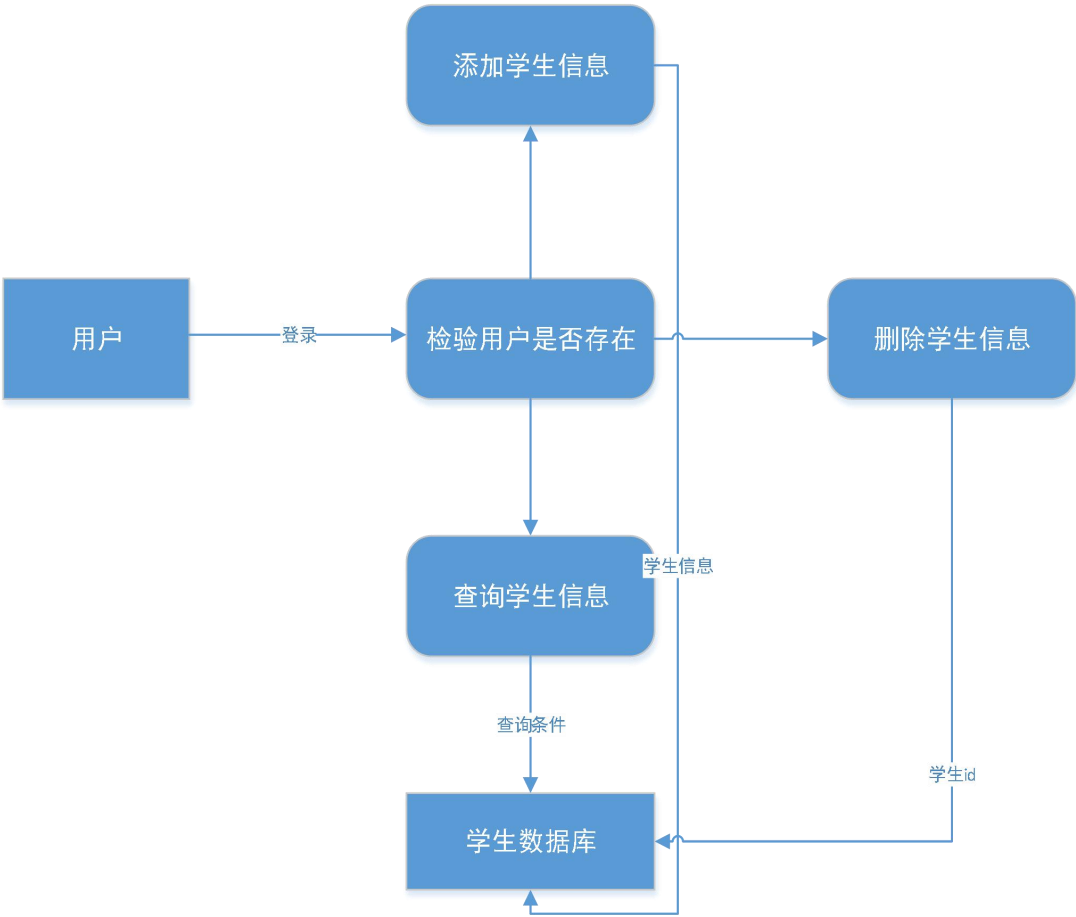 添加学生信息
用户
登录
检验用户是否存在
删除学生信息
查询学生信息
学生信息
查询条件
学生id
学生数据库